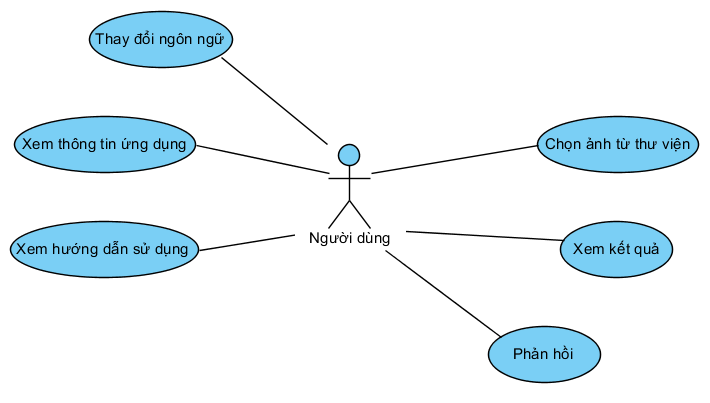 Thay đổi ngôn ngữ
Xem thông tin ứng dụng
Chọn ảnh từ thư viện
Người dùng
Xem hướng dẫn sử dụng
Xem kết quả
Phản hồi